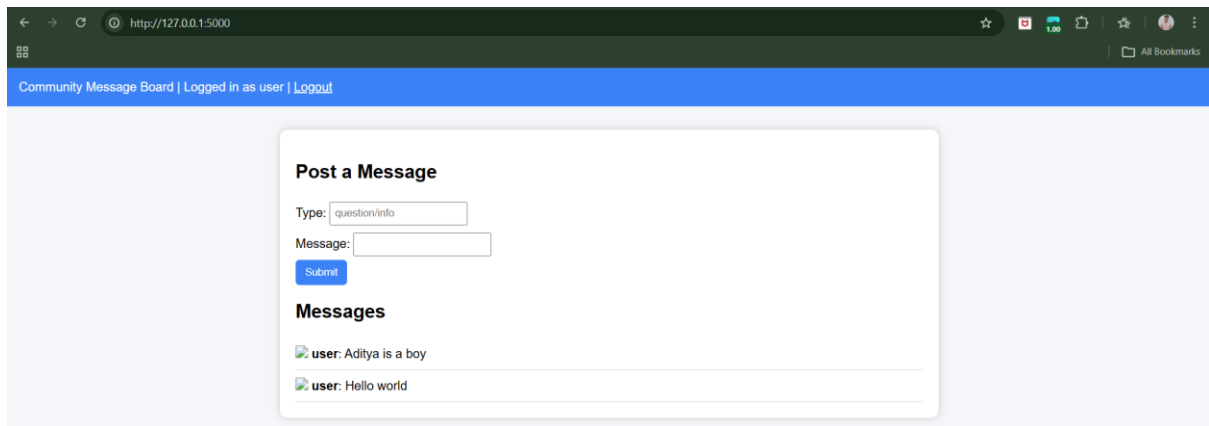 http://127.0.0.1:5000
1.00
All Bookmarks
Community Message Board | Logged in as user | Logout
Post a Message
Type: question/info
Message:
Submit
Messages
user: Aditya is a boy
user: Hello world